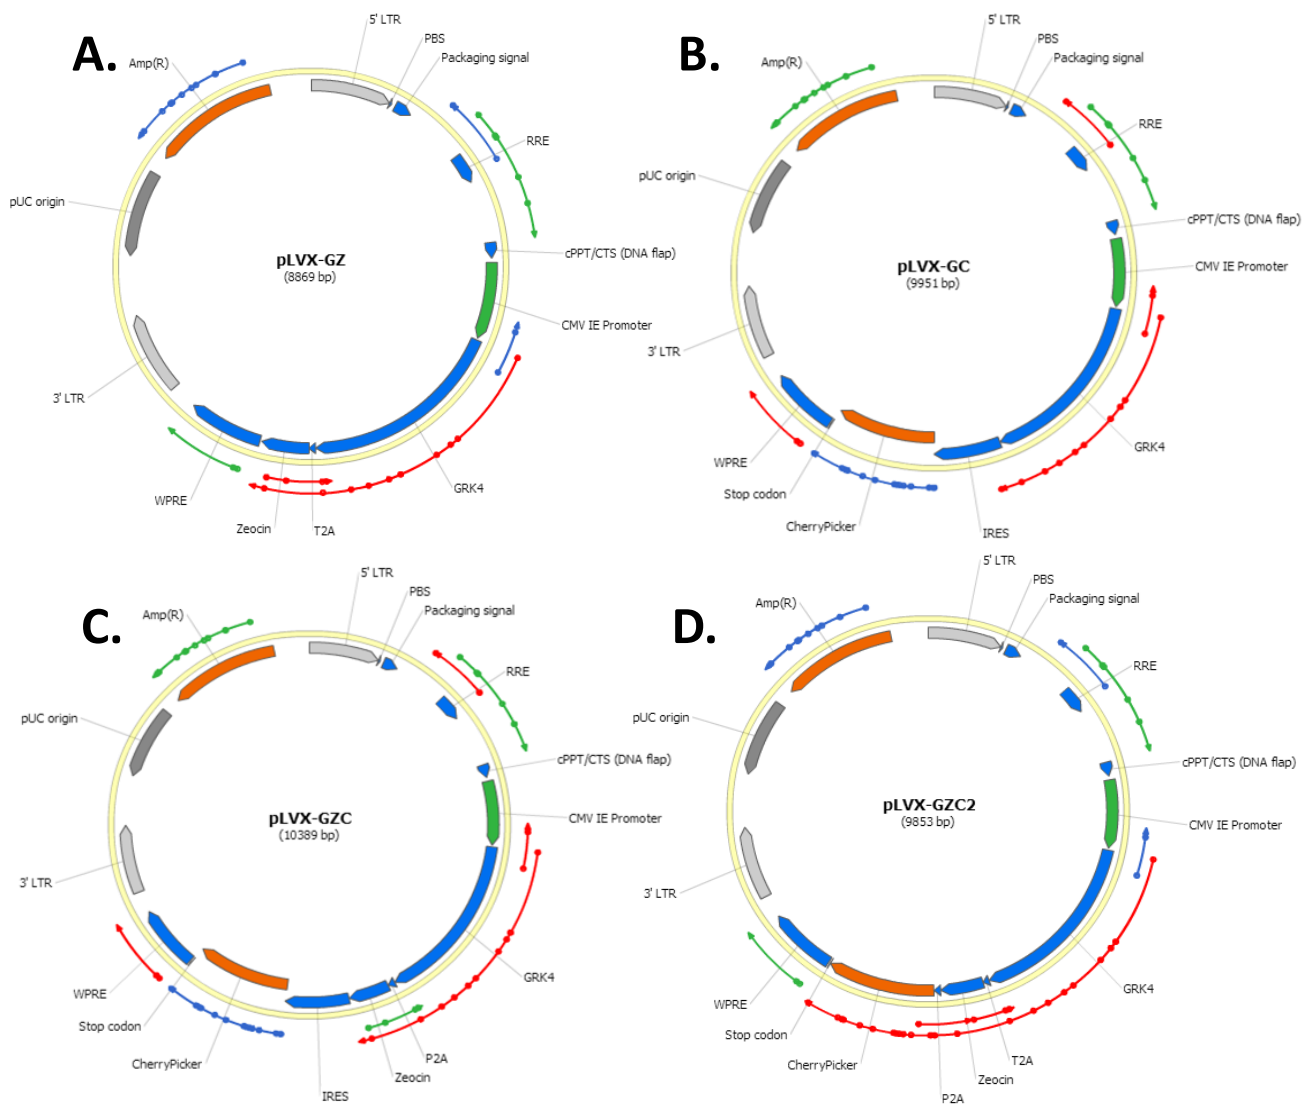 A.
5' LTR
PBS
Packaging signal
Amp(R)
RRE
pUC origin
cPPT/CTS (DNA flap)
pLVX-GZ
(8869 bp)
CMV IE Promoter
3' LTR
GRK4
WPRE
Zeocin
T2A
B.
5' LTR
PBS
Packaging signal
Amp(R)
RRE
pUC origin
cPPT/CTS (DNA flap)
pLVX-GC
(9951 bp)
CMV IE Promoter
3' LTR
GRK4
WPRE
Stop codon
CherryPicker
IRES
C.
5' LTR
PBS
Packaging signal
Amp(R)
RRE
pUC origin
cPPT/CTS (DNA flap)
pLVX-GZC
(10389 bp)
CMV IE Promoter
3' LTR
GRK4
WPRE
Stop codon
P2A
CherryPicker
Zeocin
IRES
D.
5' LTR
PBS
Packaging signal
Amp(R)
RRE
pUC origin
cPPT/CTS (DNA flap)
pLVX-GZC2
(9853 bp)
CMV IE Promoter
3' LTR
GRK4
WPRE
Stop codon
T2A
CherryPicker
Zeocin
P2A